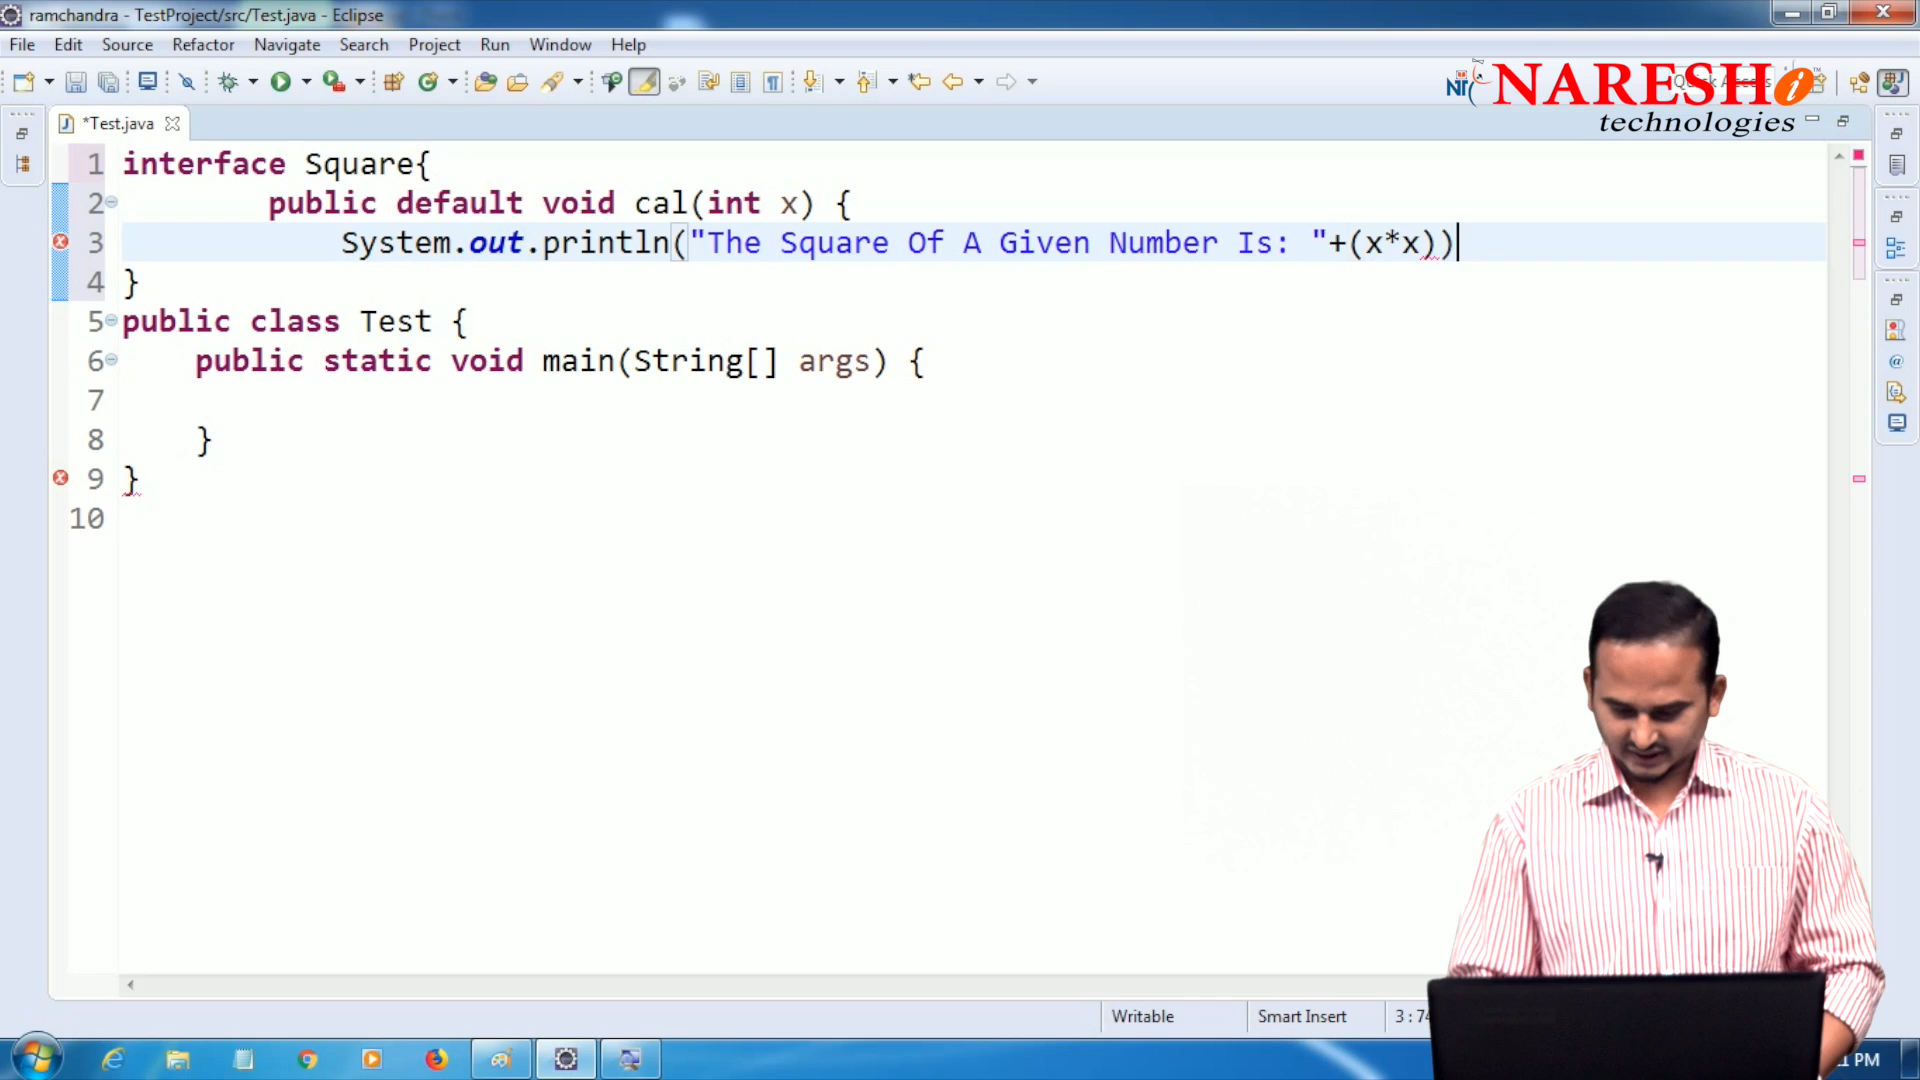 ramchandra - TestProject/src/Test.java - Eclipse
File Edit Source Refactor Navigate Search Project Run Window Help
NARESH i
technologies
*Test.java
1 interface Square{
2 public default void cal(int x) {
3 System.out.println("The Square Of A Given Number Is: "+(x*x))
4 }
5 public class Test {
6 public static void main(String[] args) {
7
8 }
9 }
10
Writable Smart Insert
PM